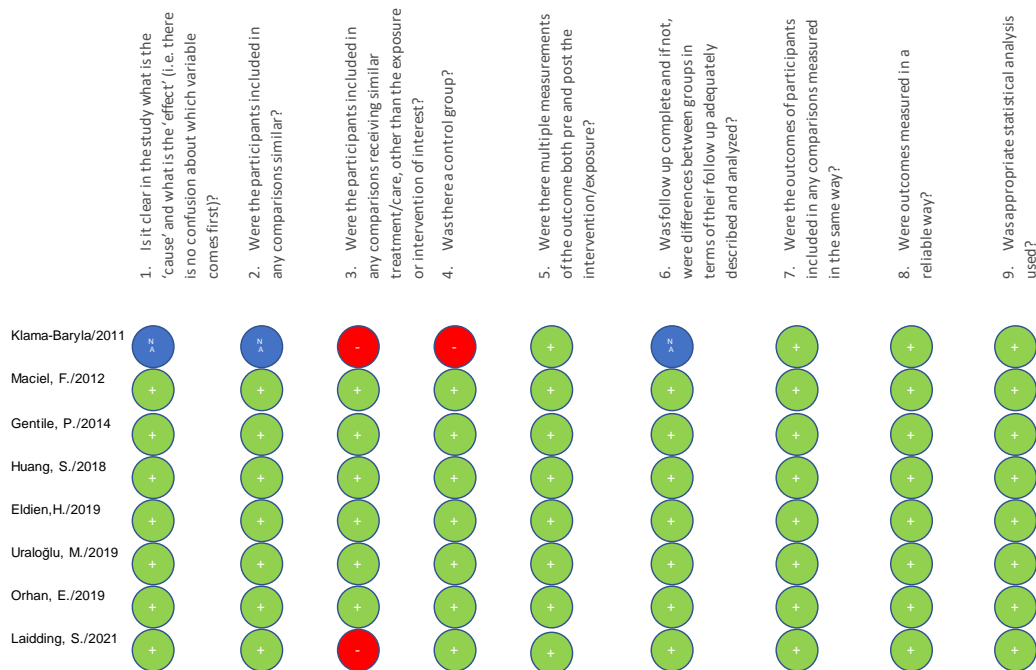 1. Is it clear in the study what is the
'cause' and what is the 'effect' (i.e. there
is no confusion about which variable
comes first)?
2. Were the participants included in
any comparisons similar?
3. Were the participants included in
any comparisons receiving similar
treatment/care, other than the exposure
or intervention of interest?
4. Was there a control group?
5. Were there multiple measurements
of the outcome both pre and post the
intervention/exposure?
6. Was follow up complete and if not,
were differences between groups in
terms of their follow up adequately
described and analyzed?
7. Were the outcomes of participants
included in any comparisons measured
in the same way?
8. Were outcomes measured in a
reliable way?
9. Was appropriate statistical analysis
used?
Klama-Baryla/2011 NA NA - - + NA + + +
Maciel, F./2012 + + + + + + + + +
Gentile, P./2014 + + + + + + + + +
Huang, S./2018 + + + + + + + + +
Eldien,H./2019 + + + + + + + + +
Uraloğlu, M./2019 + + + + + + + + +
Orhan, E./2019 + + + + + + + + +
Laidding, S./2021 + + - + + + + + +